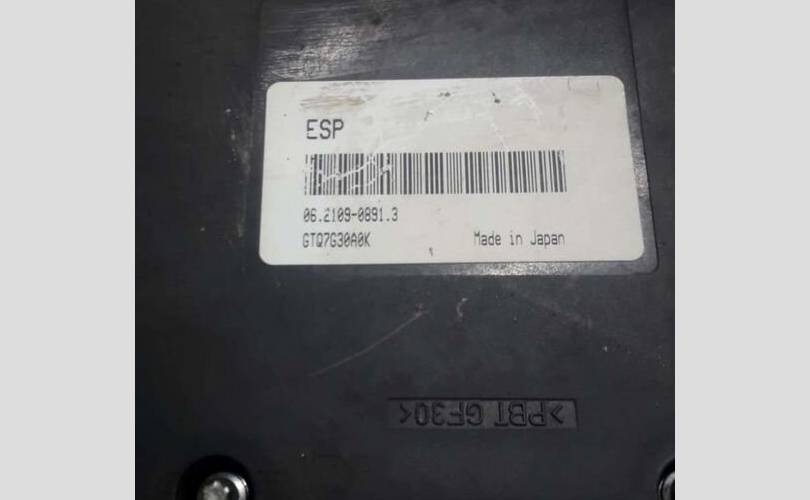 ESP
06.2109-0891.3
GTQ7G30A0K
Made in Japan
>PBT GF30<